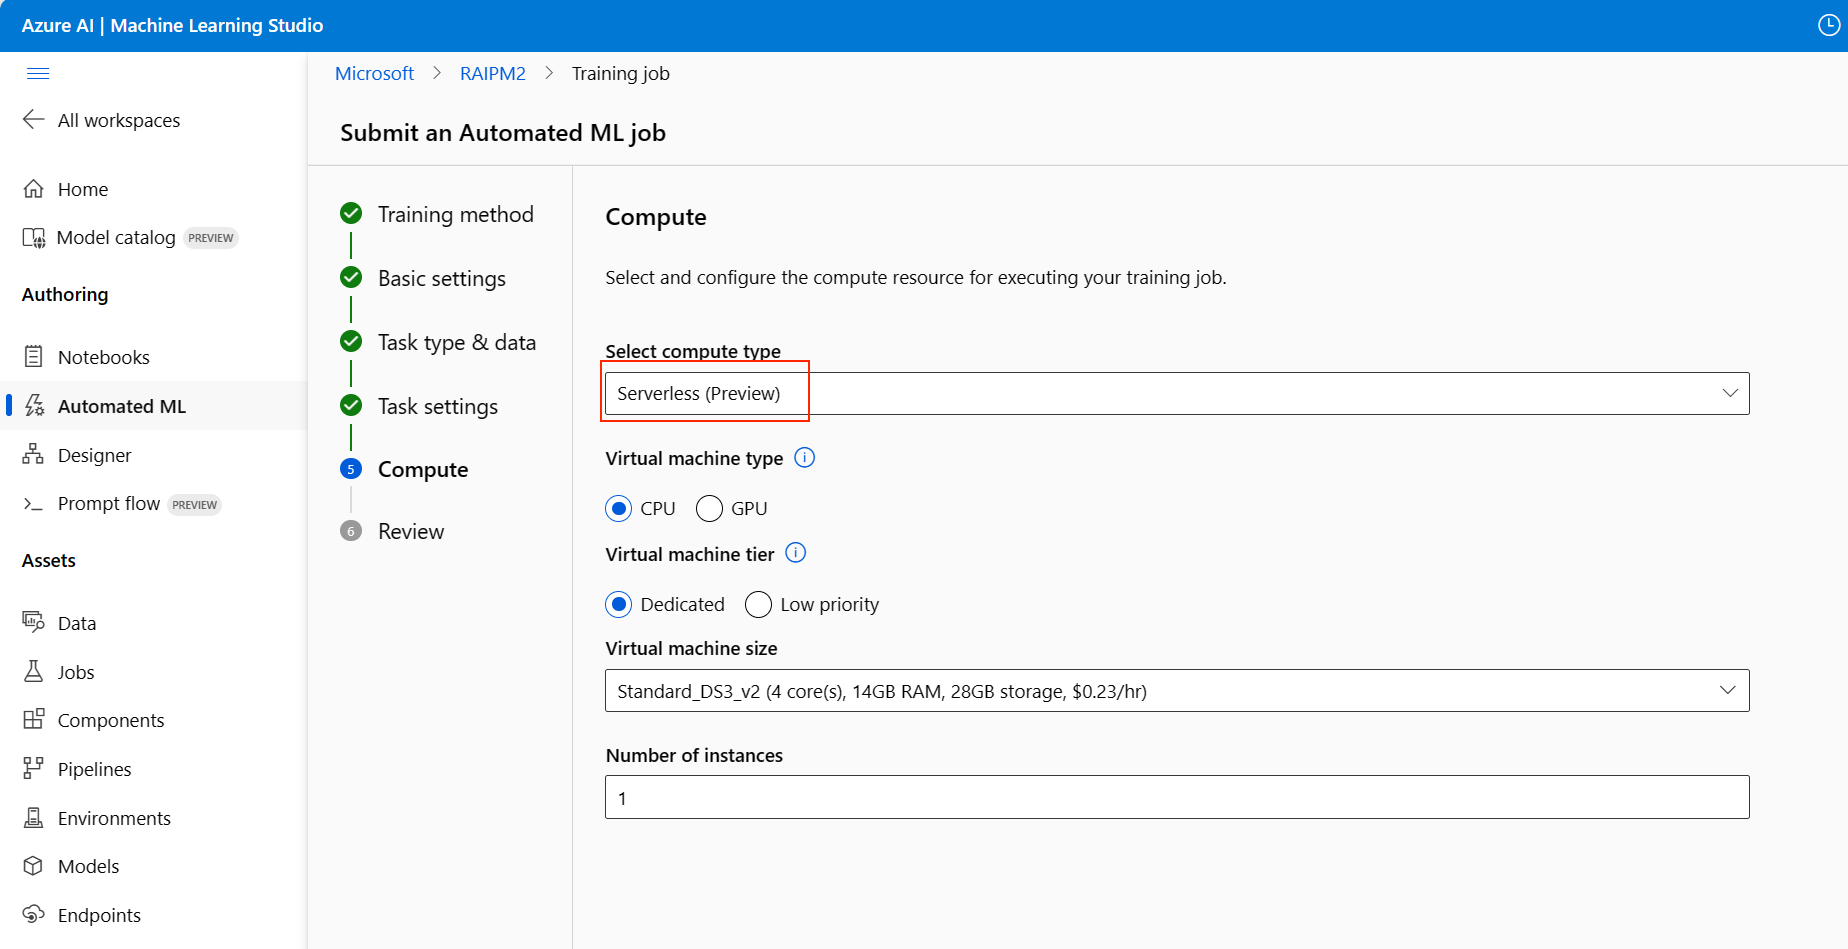 Azure AI | Machine Learning Studio
Microsoft > RAIPM2 > Training job
All workspaces
Submit an Automated ML job
Home
Model catalog PREVIEW
Authoring
Notebooks
Automated ML
Designer
Prompt flow PREVIEW
Assets
Data
Jobs
Components
Pipelines
Environments
Models
Endpoints
Training method
Basic settings
Task type & data
Task settings
5 Compute
6 Review
Compute
Select and configure the compute resource for executing your training job.
Select compute type
Serverless (Preview)
Virtual machine type
CPU GPU
Virtual machine tier
Dedicated Low priority
Virtual machine size
Standard_DS3_v2 (4 core(s), 14GB RAM, 28GB storage, $0.23/hr)
Number of instances
1